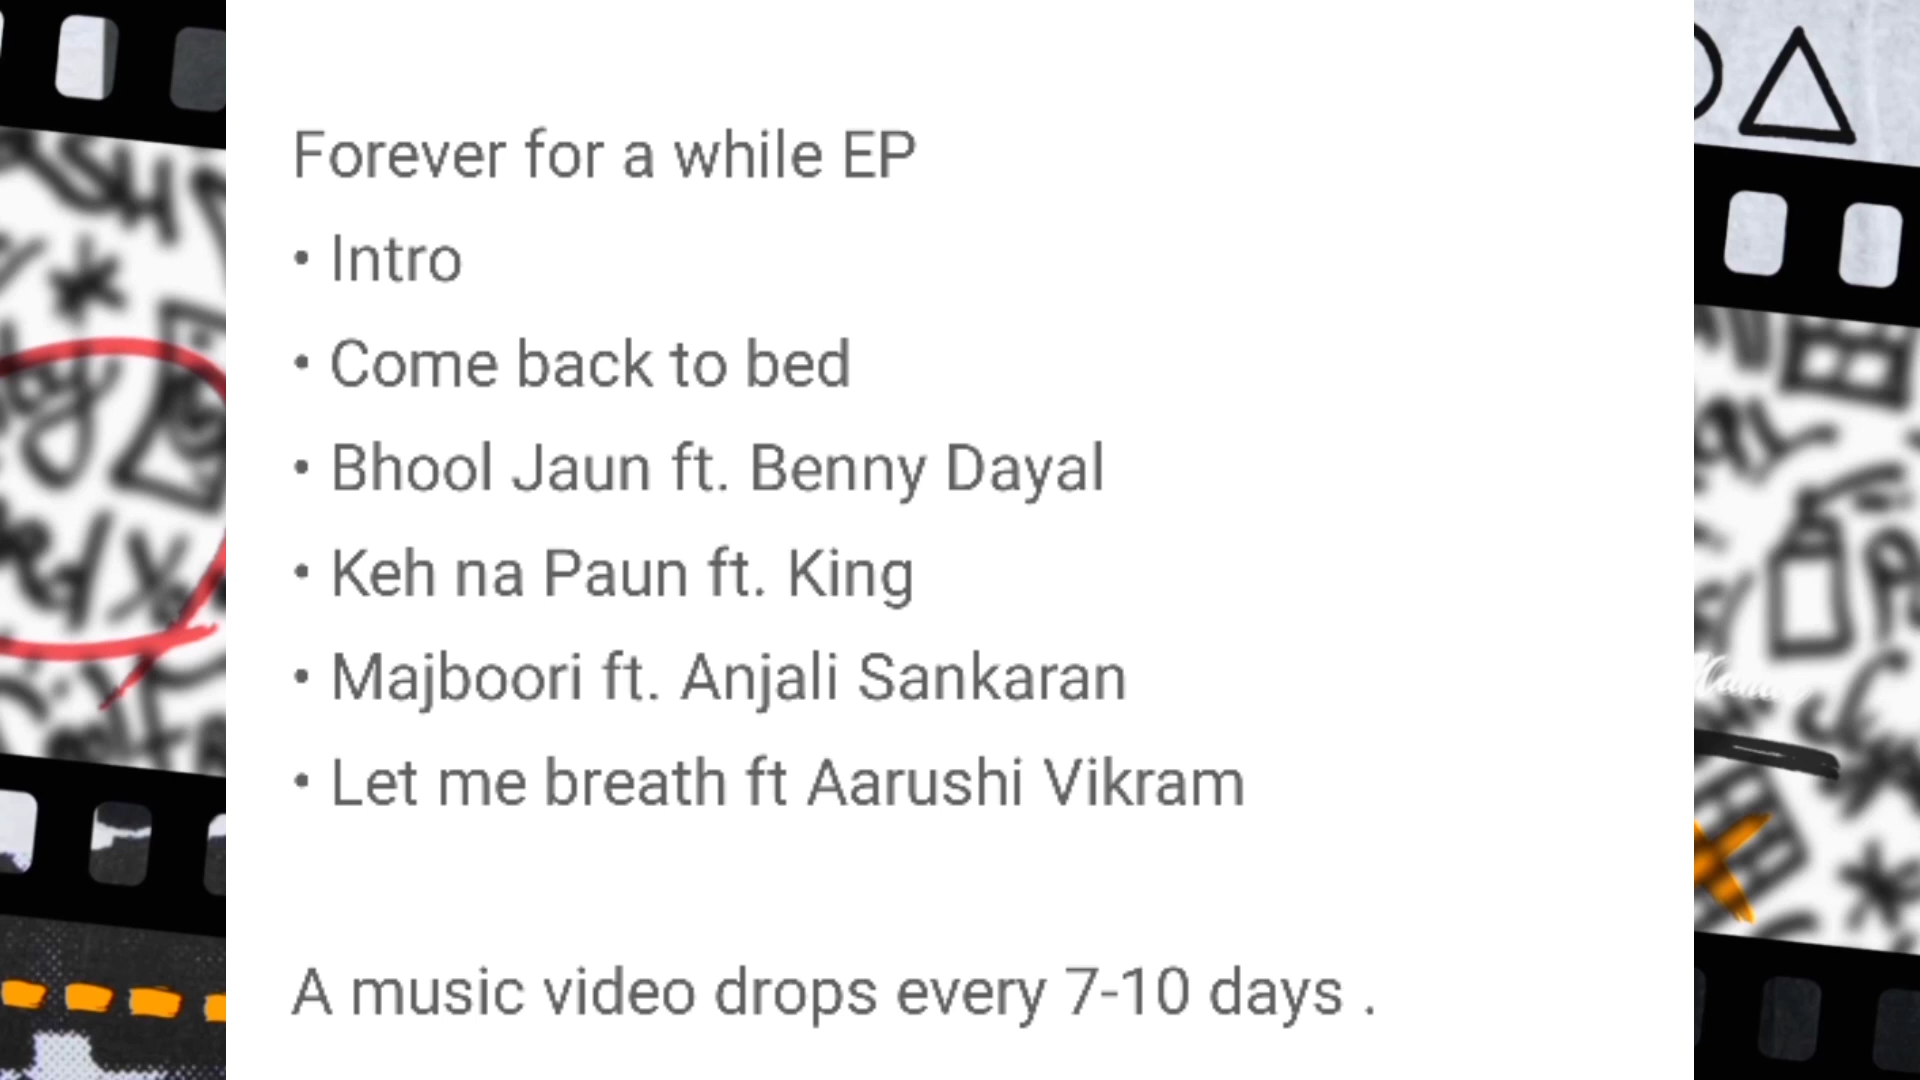 Forever for a while EP
• Intro
• Come back to bed
• Bhool Jaun ft. Benny Dayal
• Keh na Paun ft. King
• Majboori ft. Anjali Sankaran
• Let me breath ft Aarushi Vikram
A music video drops every 7-10 days .